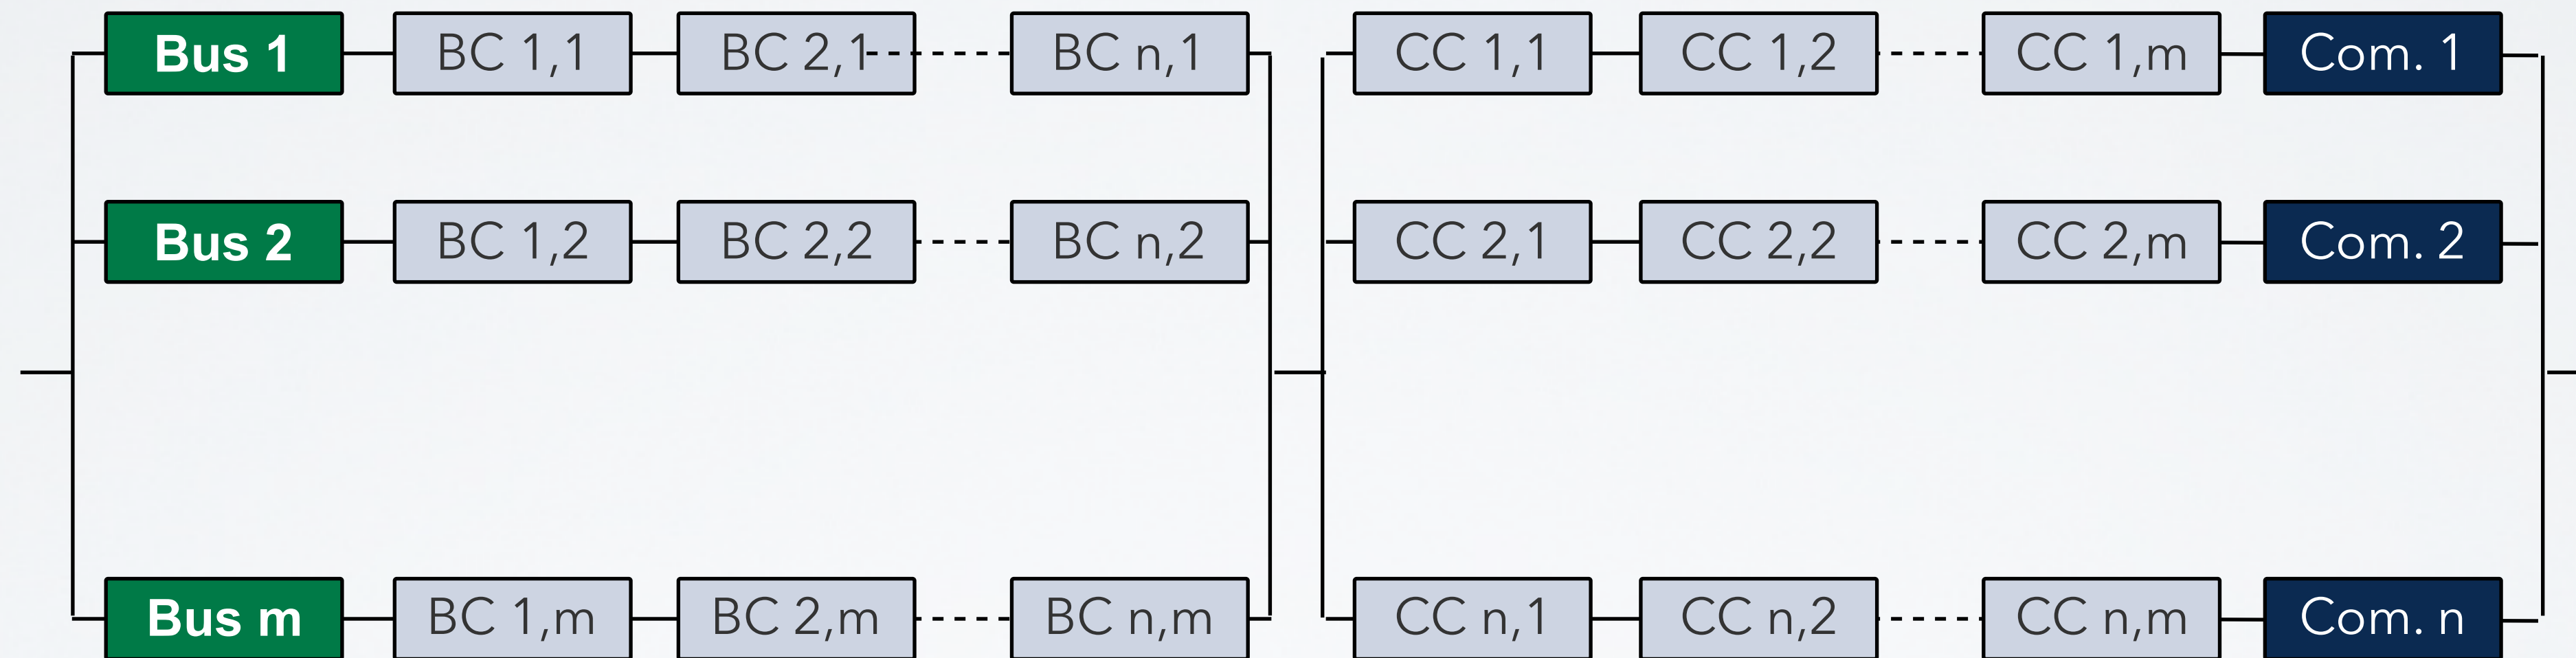 Bus 1 BC 1,1 BC 2,1 BC n,1 CC 1,1 CC 1,2 CC 1,m Com. 1
Bus 2 BC 1,2 BC 2,2 BC n,2 CC 2,1 CC 2,2 CC 2,m Com. 2
Bus m BC 1,m BC 2,m BC n,m CC n,1 CC n,2 CC n,m Com. n